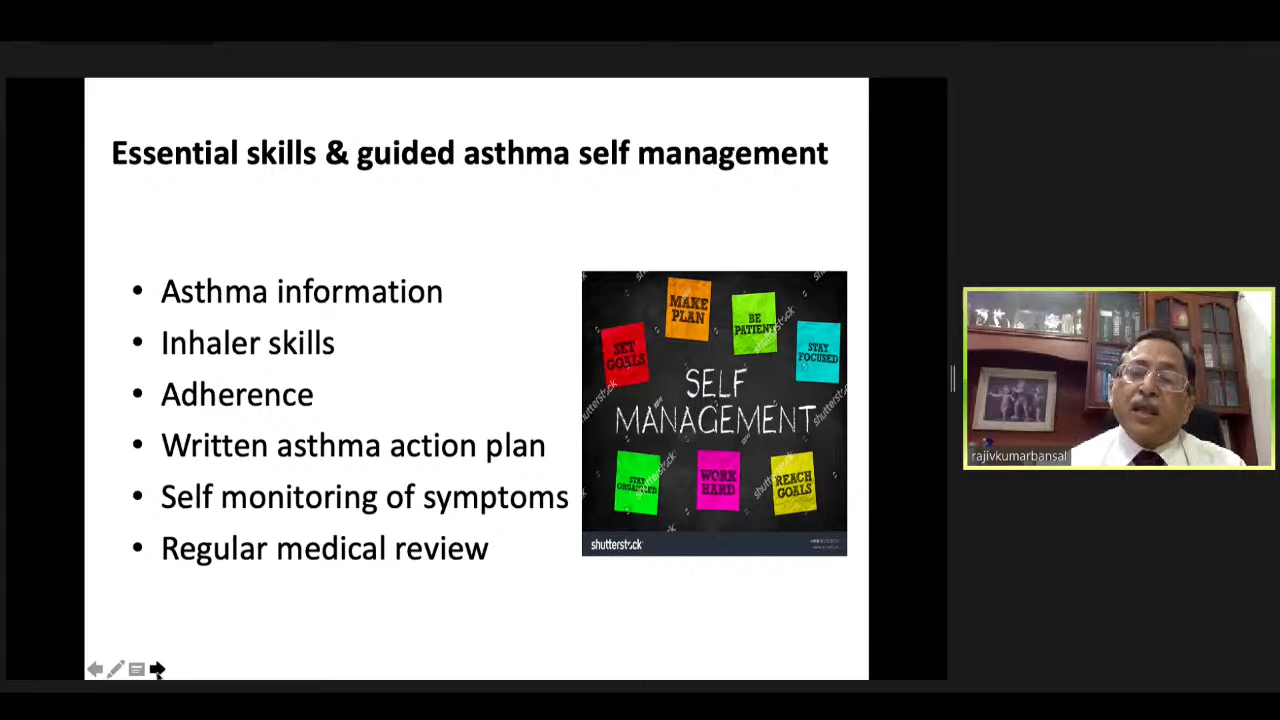 Essential skills & guided asthma self management
• Asthma information
• Inhaler skills
• Adherence
• Written asthma action plan
• Self monitoring of symptoms
• Regular medical review
MAKE
PLAN
BE
PATIENT
SET
GOALS
STAY
FOCUSED
SELF
MANAGEMENT
STAY
ORGANIZED
WORK
HARD
REACH
GOALS
shutterstock
rajivkumarbansal